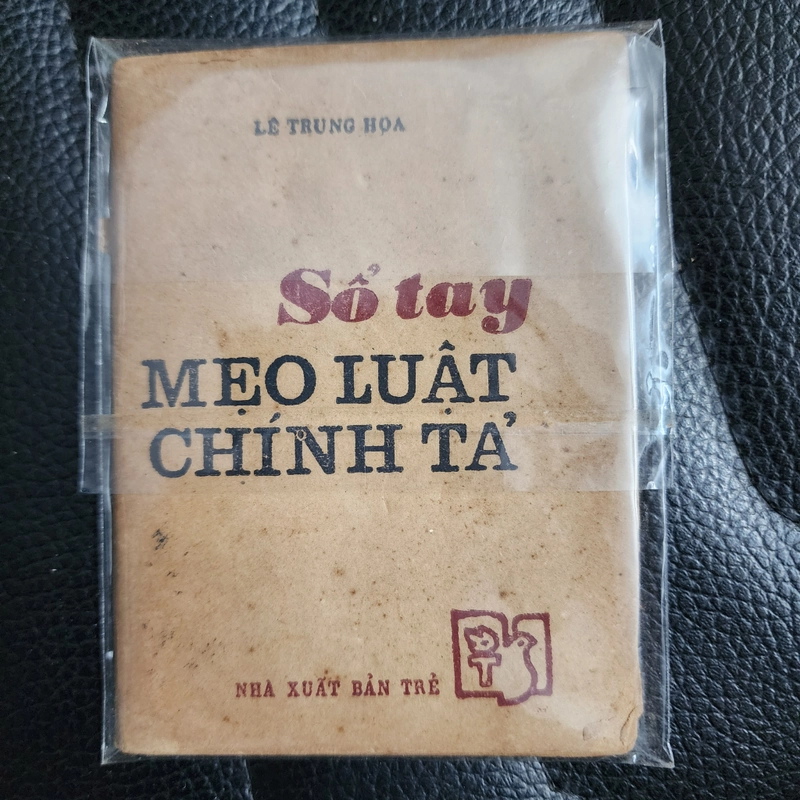 LÊ TRUNG HOA
Sổ tay
MẸO LUẬT
CHÍNH TẢ
NHÀ XUẤT BẢN TRẺ
T